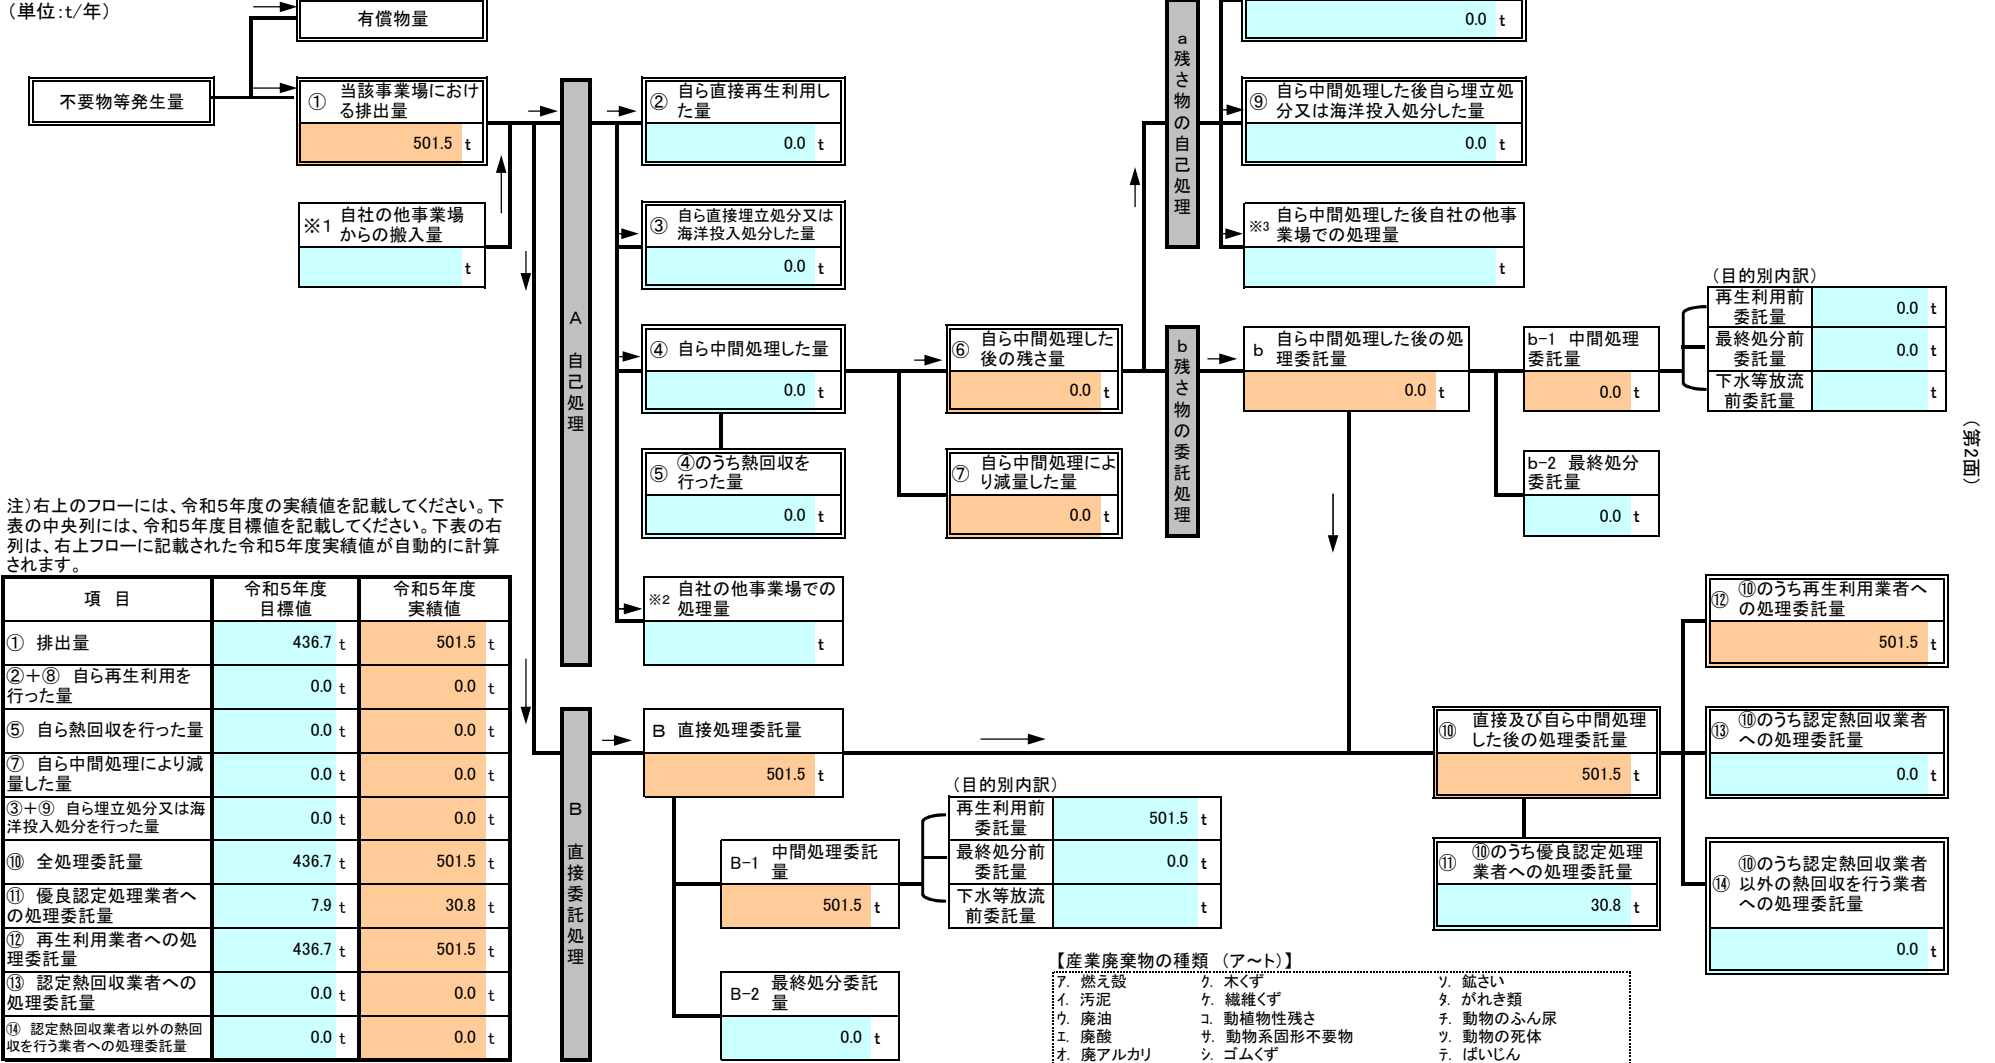 (単位:t/年)
有償物量
0.0 t
不要物等発生量
① 当該事業場におけ
る排出量
501.5 t
※1 自社の他事業場
からの搬入量
t
A 自己処理
② 自ら直接再生利用し
た量
0.0 t
③ 自ら直接埋立処分又は
海洋投入処分した量
0.0 t
④ 自ら中間処理した量
0.0 t
⑤ ④のうち熱回収を
行った量
0.0 t
※2 自社の他事業場での
処理量
t
⑥ 自ら中間処理した
後の残さ量
0.0 t
⑦ 自ら中間処理によ
り減量した量
0.0 t
a 残さ物の自己処理
⑨ 自ら中間処理した後自ら埋立処
分又は海洋投入処分した量
0.0 t
※3 自ら中間処理した後自社の他事
業場での処理量
t
b 残さ物の委託処理
b 自ら中間処理した後の処
理委託量
0.0 t
b-1 中間処理
委託量
0.0 t
b-2 最終処分
委託量
0.0 t
(目的別内訳)
再生利用前
委託量
0.0 t
最終処分前
委託量
0.0 t
下水等放流
前委託量
t
(第2面)
注)右上のフローには、令和5年度の実績値を記載してください。下
表の中央列には、令和5年度目標値を記載してください。下表の右
列は、右上フローに記載された令和5年度実績値が自動的に計算
されます。
項 目
令和5年度
目標値
令和5年度
実績値
① 排出量 436.7 t 501.5 t
②+⑧ 自ら再生利用を
行った量
0.0 t 0.0 t
⑤ 自ら熱回収を行った量 0.0 t 0.0 t
⑦ 自ら中間処理により減
量した量
0.0 t 0.0 t
③+⑨ 自ら埋立処分又は海
洋投入処分を行った量
0.0 t 0.0 t
⑩ 全処理委託量 436.7 t 501.5 t
⑪ 優良認定処理業者へ
の処理委託量
7.9 t 30.8 t
⑫ 再生利用業者への処
理委託量
436.7 t 501.5 t
⑬ 認定熱回収業者への
処理委託量
0.0 t 0.0 t
⑭ 認定熱回収業者以外の熱回
収を行う業者への処理委託量
0.0 t 0.0 t
B 直接委託処理
B 直接処理委託量
501.5 t
B-1 中間処理委託
量
501.5 t
B-2 最終処分委託
量
0.0 t
(目的別内訳)
再生利用前
委託量
501.5 t
最終処分前
委託量
0.0 t
下水等放流
前委託量
t
⑩ 直接及び自ら中間処理
した後の処理委託量
501.5 t
⑪ ⑩のうち優良認定処理
業者への処理委託量
30.8 t
⑫ ⑩のうち再生利用業者へ
の処理委託量
501.5 t
⑬ ⑩のうち認定熱回収業者
への処理委託量
0.0 t
⑭ ⑩のうち認定熱回収業者
以外の熱回収を行う業者
への処理委託量
0.0 t
【産業廃棄物の種類 (ア~ト)】
ア. 燃え殻 ク. 木くず ソ. 鉱さい
イ. 汚泥 ケ. 繊維くず タ. がれき類
ウ. 廃油 コ. 動植物性残さ チ. 動物のふん尿
エ. 廃酸 サ. 動物系固形不要物 ツ. 動物の死体
オ. 廃アルカリ シ. ゴムくず テ. ばいじん